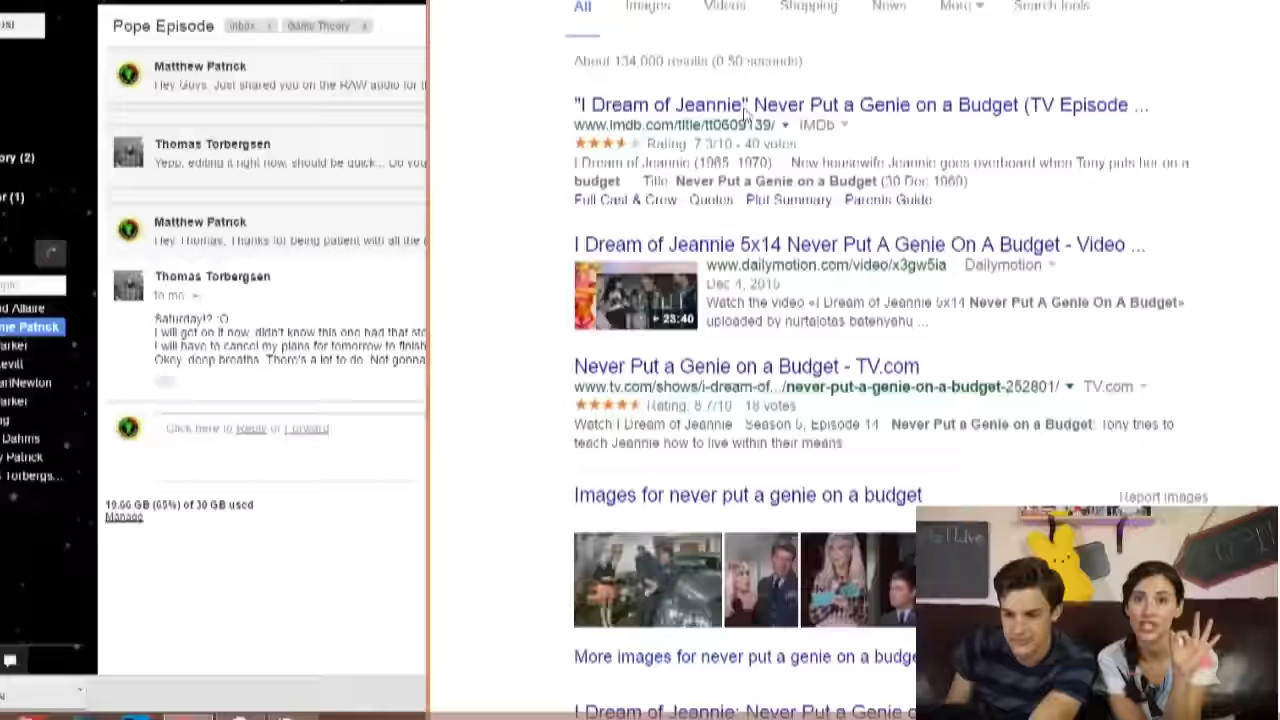 Pope Episode Inbox x Game Theory x
Matthew Patrick
Hey Guys, Just shared you on the RAW audio for t
Thomas Torbergsen
Yepp, editing it right now, should be quick... Do you
Matthew Patrick
Hey Thomas, Thanks for being patient with all the
Thomas Torbergsen
to me
Saturday!? :O
I will get on it now, didn't know this one had that
I will have to cancel my plans for tomorrow to finish
Okey, deep breaths. There's a lot to do. Not gonna
Click here to Reply or Forward
19.66 GB (65%) of 30 GB used
Manage
ory (2)
or (1)
d Allaire
nie Patrick
arker
evill
ariNewton
arker
g
Dahms
y Patrick
Torbergs...
All Images Videos Shopping News More Search tools
About 134,000 results (0.50 seconds)
"I Dream of Jeannie" Never Put a Genie on a Budget (TV Episode ...
www.imdb.com/title/tt0609139/ IMDb
Rating: 7.3/10 - 40 votes
I Dream of Jeannie (1965-1970) New housewife Jeannie goes overboard when Tony puts her on a
budget Title: Never Put a Genie on a Budget (30 Dec 1969)
Full Cast & Crew - Quotes - Plot Summary - Parents Guide
I Dream of Jeannie 5x14 Never Put A Genie On A Budget - Video ...
www.dailymotion.com/video/x3gw5ia Dailymotion
Dec 4, 2015
23:40
Watch the video «I Dream of Jeannie 5x14 Never Put A Genie On A Budget»
uploaded by nurtalotas batenyahu ...
Never Put a Genie on a Budget - TV.com
www.tv.com/shows/i-dream-of.../never-put-a-genie-on-a-budget-252801/ TV.com
Rating: 8.7/10 - 18 votes
Watch I Dream of Jeannie Season 5, Episode 14 Never Put a Genie on a Budget: Tony tries to
teach Jeannie how to live within their means.
Images for never put a genie on a budget Report images
More images for never put a genie on a budge
I Dream of Jeannie: Never Put a Genie o
Live